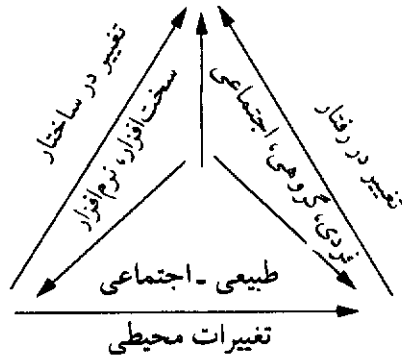 تغییر در ساختار
سخت‌افزار، نرم‌افزار
فردی، گروهی، اجتماعی
تغییر در رفتار
طبیعی - اجتماعی
تغییرات محیطی